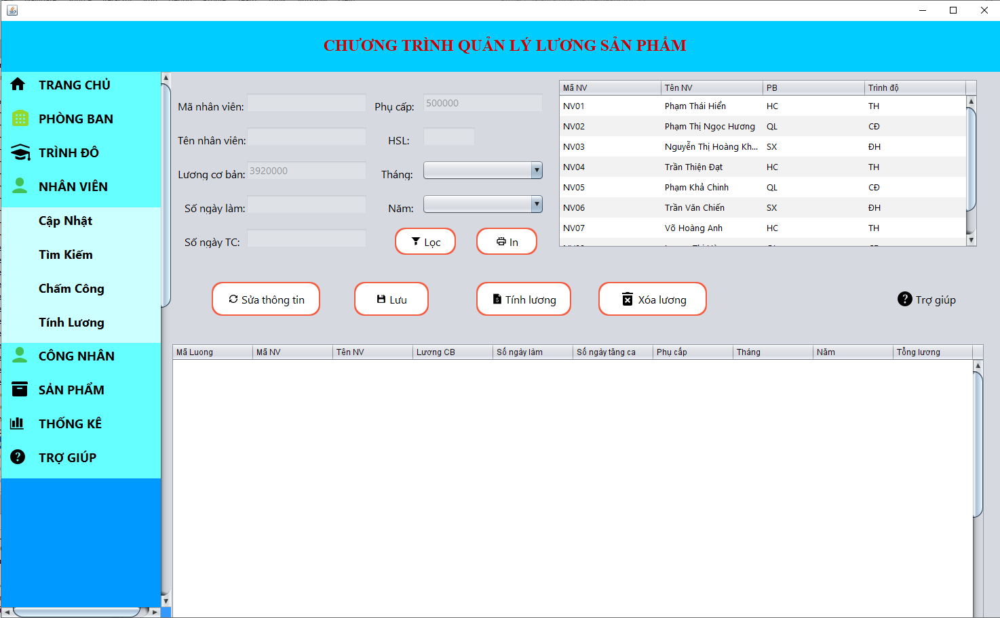 CHƯƠNG TRÌNH QUẢN LÝ LƯƠNG SẢN PHẨM
TRANG CHỦ
PHÒNG BAN
TRÌNH ĐÔ
NHÂN VIÊN
Cập Nhật
Tìm Kiếm
Chấm Công
Tính Lương
CÔNG NHÂN
SẢN PHẨM
THỐNG KÊ
TRỢ GIÚP
Mã nhân viên:
Phụ cấp: 500000
Tên nhân viên:
HSL:
Lương cơ bản: 3920000
Tháng:
Số ngày làm:
Năm:
Số ngày TC:
Lọc
In
Mã NV Tên NV PB Trình độ
NV01 Phạm Thái Hiển HC TH
NV02 Phạm Thị Ngọc Hương QL CĐ
NV03 Nguyễn Thị Hoàng Kh... SX ĐH
NV04 Trần Thiện Đạt HC TH
NV05 Phạm Khả Chinh QL CĐ
NV06 Trần Văn Chiến SX ĐH
NV07 Võ Hoàng Anh HC TH
Sửa thông tin
Lưu
Tính lương
Xóa lương
Trợ giúp
Mã Luong Mã NV Tên NV Lương CB Số ngày làm Số ngày tăng ca Phụ cấp Tháng Năm Tổng lương